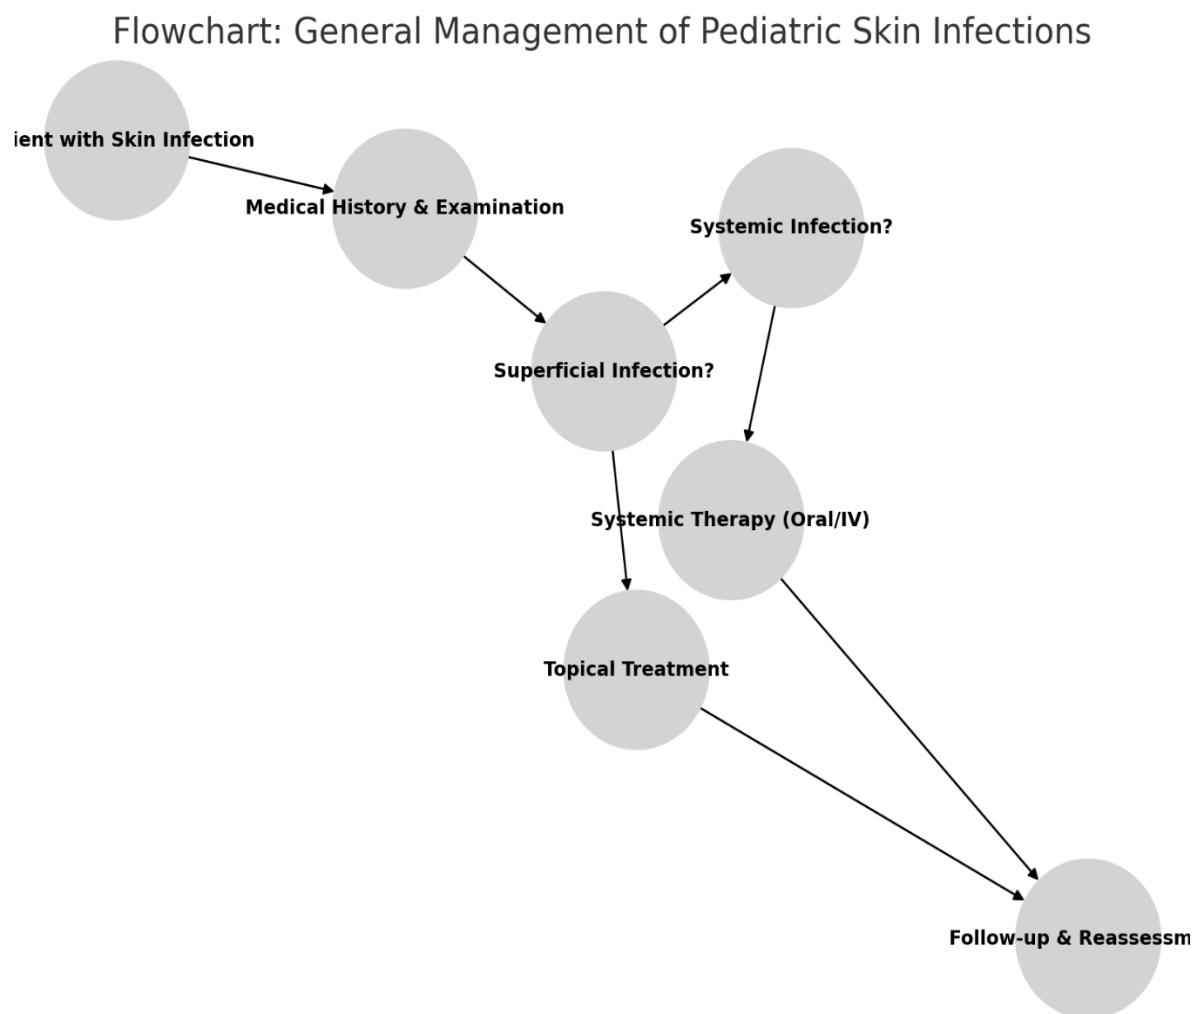 Flowchart: General Management of Pediatric Skin Infections
ient with Skin Infection
Medical History & Examination
Systemic Infection?
Superficial Infection?
Systemic Therapy (Oral/IV)
Topical Treatment
Follow-up & Reassessm